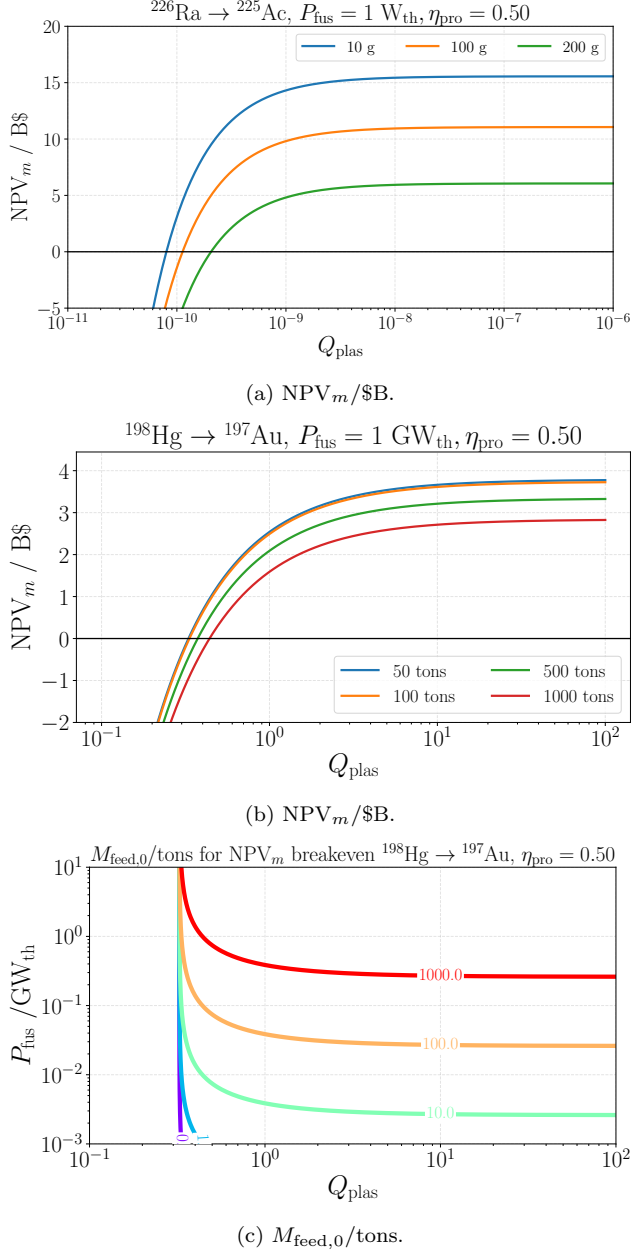 ²²⁶Ra → ²²⁵Ac, P_fus = 1 W_th, η_pro = 0.50
10 g 100 g 200 g
20
15
10
5
0
−5
NPV_m / B$
10⁻¹¹ 10⁻¹⁰ 10⁻⁹ 10⁻⁸ 10⁻⁷ 10⁻⁶
Q_plas
(a) NPV_m/$B.
¹⁹⁸Hg → ¹⁹⁷Au, P_fus = 1 GW_th, η_pro = 0.50
4
3
2
1
0
−1
−2
NPV_m / B$
50 tons 500 tons
100 tons 1000 tons
10⁻¹ 10⁰ 10¹ 10²
Q_plas
(b) NPV_m/$B.
M_feed,0/tons for NPV_m breakeven ¹⁹⁸Hg → ¹⁹⁷Au, η_pro = 0.50
10¹
10⁰
10⁻¹
10⁻²
10⁻³
P_fus /GW_th
1000.0
100.0
10.0
0 1
10⁻¹ 10⁰ 10¹ 10²
Q_plas
(c) M_feed,0/tons.